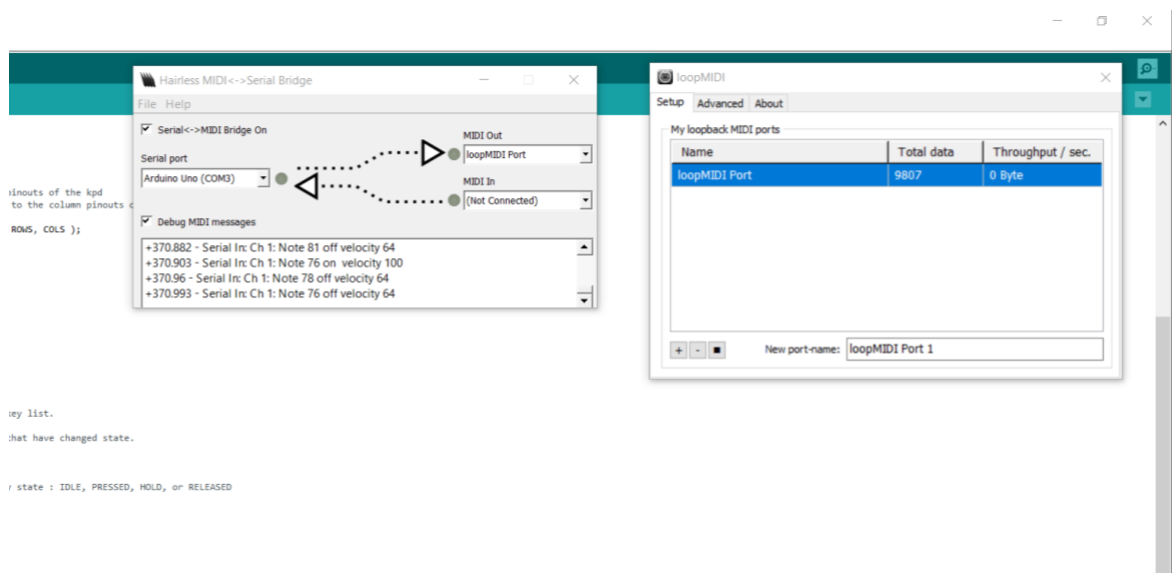 Hairless MIDI<->Serial Bridge
File Help
Serial<->MIDI Bridge On
Serial port
Arduino Uno (COM3)
MIDI Out
loopMIDI Port
MIDI In
(Not Connected)
Debug MIDI messages
+370.882 - Serial In: Ch 1: Note 81 off velocity 64
+370.903 - Serial In: Ch 1: Note 76 on  velocity 100
+370.96 - Serial In: Ch 1: Note 78 off velocity 64
+370.993 - Serial In: Ch 1: Note 76 off velocity 64
loopMIDI
Setup Advanced About
My loopback MIDI ports
Name Total data Throughput / sec.
loopMIDI Port 9807 0 Byte
+ - New port-name: loopMIDI Port 1
pinouts of the kpd
to the column pinouts
ROWS, COLS );
key list.
that have changed state.
state : IDLE, PRESSED, HOLD, or RELEASED